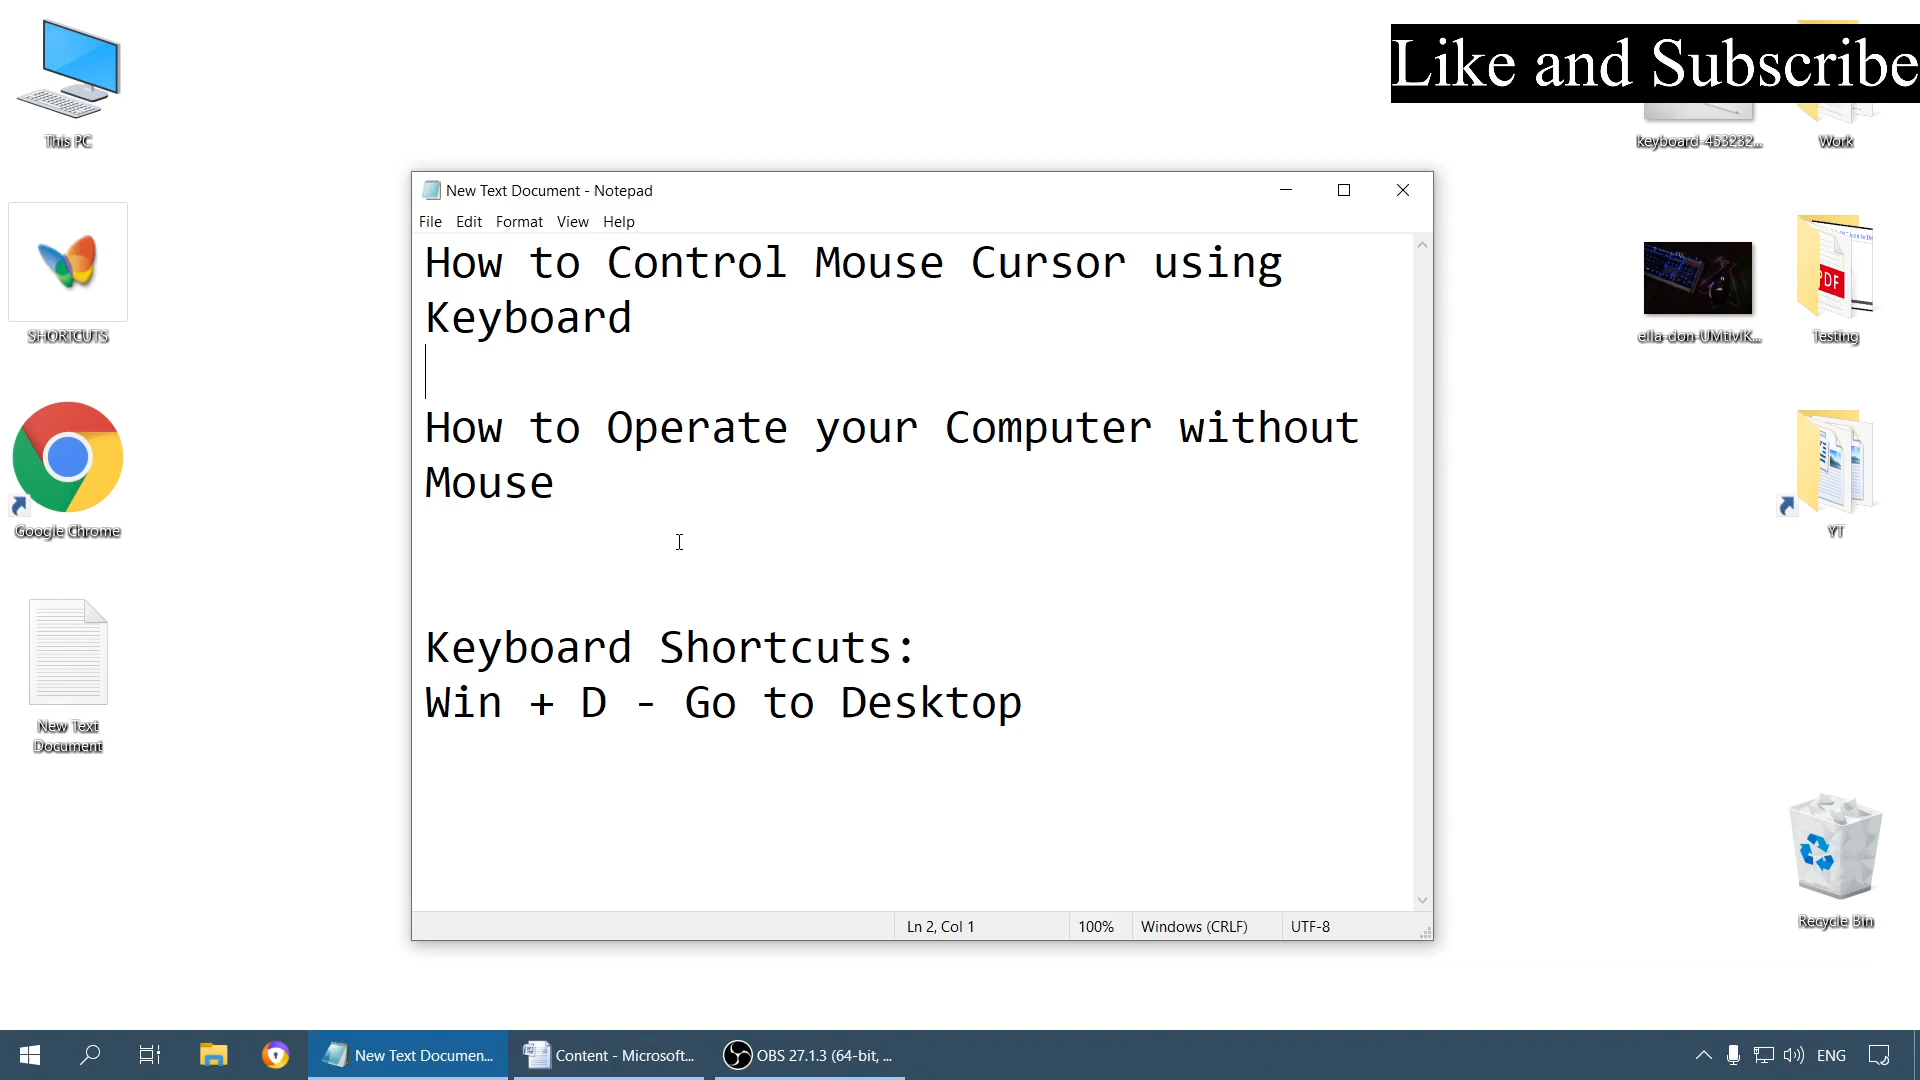 Like and Subscribe
This PC
keyboard-453232...
Work
New Text Document - Notepad
File Edit Format View Help
How to Control Mouse Cursor using
Keyboard
SHORTCUTS
PDF
Testing
How to Operate your Computer without
Mouse
Google Chrome
YT
Keyboard Shortcuts:
Win + D - Go to Desktop
New Text
Document
Recycle Bin
Ln 2, Col 1 100% Windows (CRLF) UTF-8
New Text Documen... Content - Microsoft... OBS 27.1.3 (64-bit, ... ENG